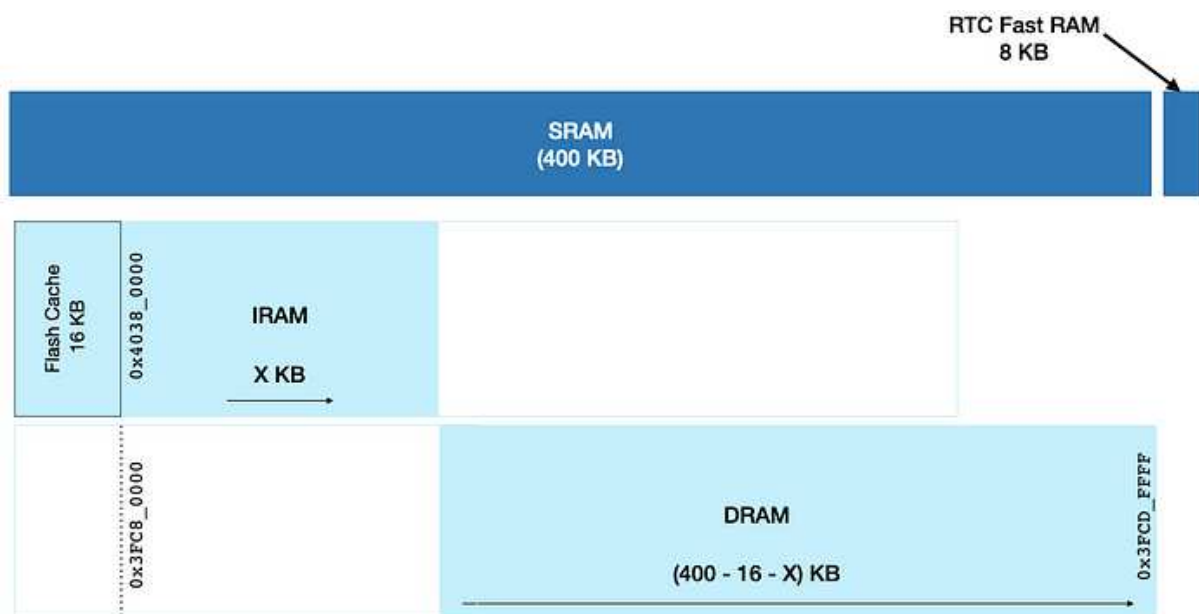 RTC Fast RAM
8 KB
SRAM
(400 KB)
Flash Cache
16 KB
0x4038_0000
IRAM
X KB
0x3FC8_0000
DRAM
(400 - 16 - X) KB
0x3FCD_FFFF